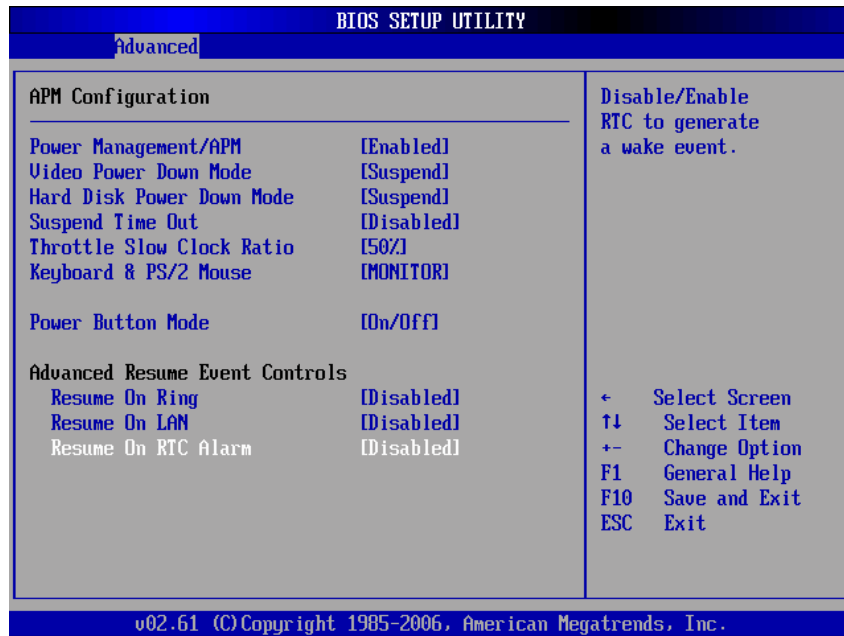 BIOS SETUP UTILITY
Advanced
APM Configuration
Power Management/APM [Enabled]
Video Power Down Mode [Suspend]
Hard Disk Power Down Mode [Suspend]
Suspend Time Out [Disabled]
Throttle Slow Clock Ratio [50%]
Keyboard & PS/2 Mouse [MONITOR]
Power Button Mode [On/Off]
Advanced Resume Event Controls
Resume On Ring [Disabled]
Resume On LAN [Disabled]
Resume On RTC Alarm [Disabled]
Disable/Enable
RTC to generate
a wake event.
← Select Screen
↑↓ Select Item
+- Change Option
F1 General Help
F10 Save and Exit
ESC Exit
v02.61 (C)Copyright 1985-2006, American Megatrends, Inc.